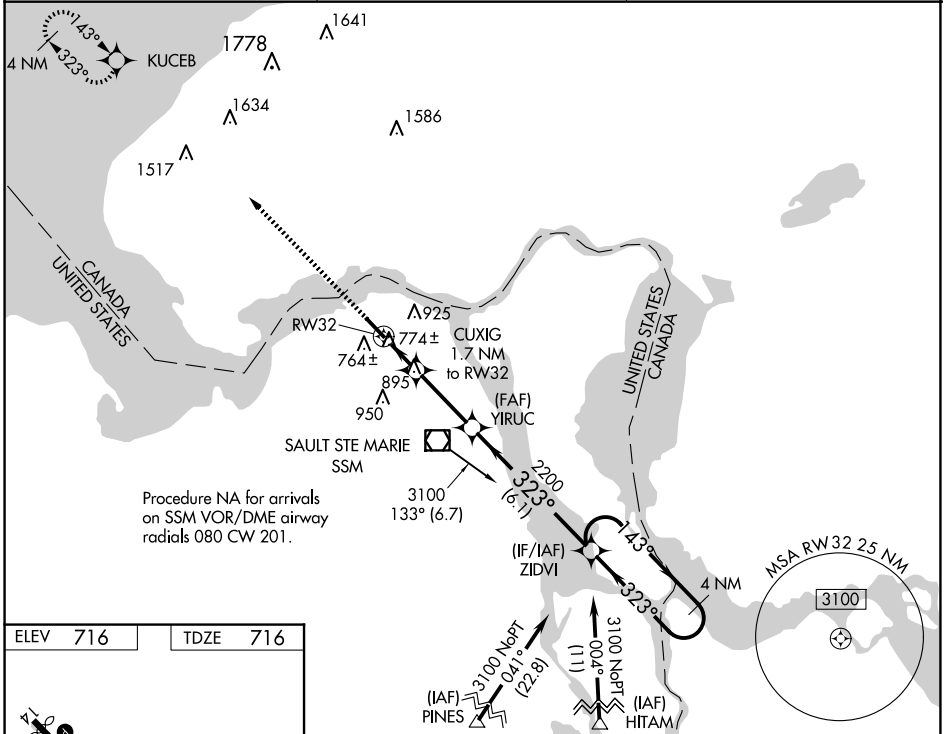 143°
323°
4 NM
KUCEB
1641
1778
1634
1586
1517
CANADA
UNITED STATES
UNITED STATES
CANADA
RW32
925
774±
764±
CUXIG
1.7 NM
to RW32
895
950
(FAF)
YIRUC
SAULT STE MARIE
SSM
3100
133° (6.7)
2200
323°
(6.1)
Procedure NA for arrivals
on SSM VOR/DME airway
radials 080 CW 201.
(IF/IAF)
ZIDVI
143°
323°
4 NM
MSA RW32 25 NM
3100
3100 NoPT
041°
(22.8)
(IAF)
PINES
3100 NoPT
004°
(11)
(IAF)
HITAM
ELEV 716
TDZE 716
14